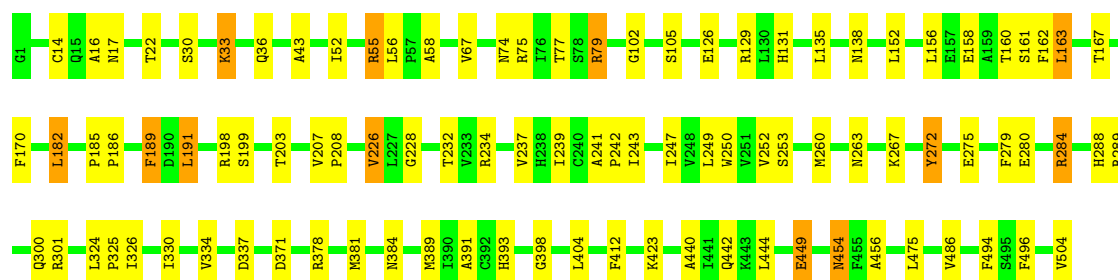 G1 C14 Q15 A16 N17 T22 S30 K33 Q36 A43 I52 R55 L56 P57 A58 V67 N74 R75 I76 T77 S78 R79 G102 S105 E126 R129 L130 H131 L135 N138 L152 L156 E157 E158 A159 T160 S161 F162 L163 T167
F170 L182 P185 P186 F189 D190 L191 R198 S199 T203 V207 P208 V226 L227 G228 T232 V233 R234 V237 H238 I239 C240 A241 P242 I243 I247 V248 L249 W250 V251 V252 S253 M260 N263 K267 Y272 E275 F279 E280 R284 H288
Q300 R301 L324 P325 I326 I330 V334 D337 D371 R378 M381 N384 M389 I390 A391 C392 H393 G398 L404 F412 K423 A440 I441 Q442 K443 L444 E449 N454 F455 A456 L475 V486 F494 S495 F496 V504